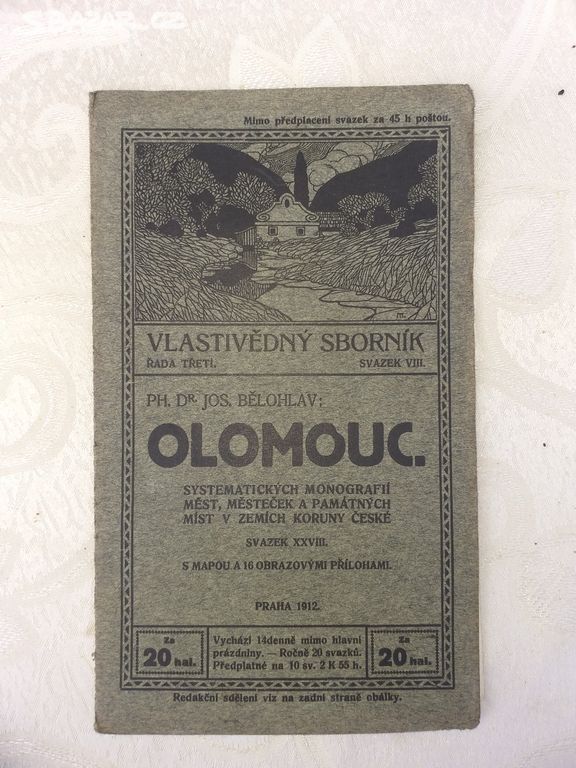 SBAZAR.CZ
Mimo předplacení svazek za 45 h poštou.
VLASTIVĚDNÝ SBORNÍK
ŘADA TŘETÍ. SVAZEK VIII.
PH. DR. JOS. BĚLOHLAV:
OLOMOUC.
SYSTEMATICKÝCH MONOGRAFIÍ
MĚST, MĚSTEČEK A PAMÁTNÝCH
MÍST V ZEMÍCH KORUNY ČESKÉ
SVAZEK XXVIII.
S MAPOU A 16 OBRAZOVÝMI PŘÍLOHAMI.
PRAHA 1912.
Za
20 hal.
Vychází 14denně mimo hlavní
prázdniny. — Ročně 20 svazků.
Předplatné na 10 sv. 2 K 55 h.
Za
20 hal.
Redakční sdělení viz na zadní straně obálky.